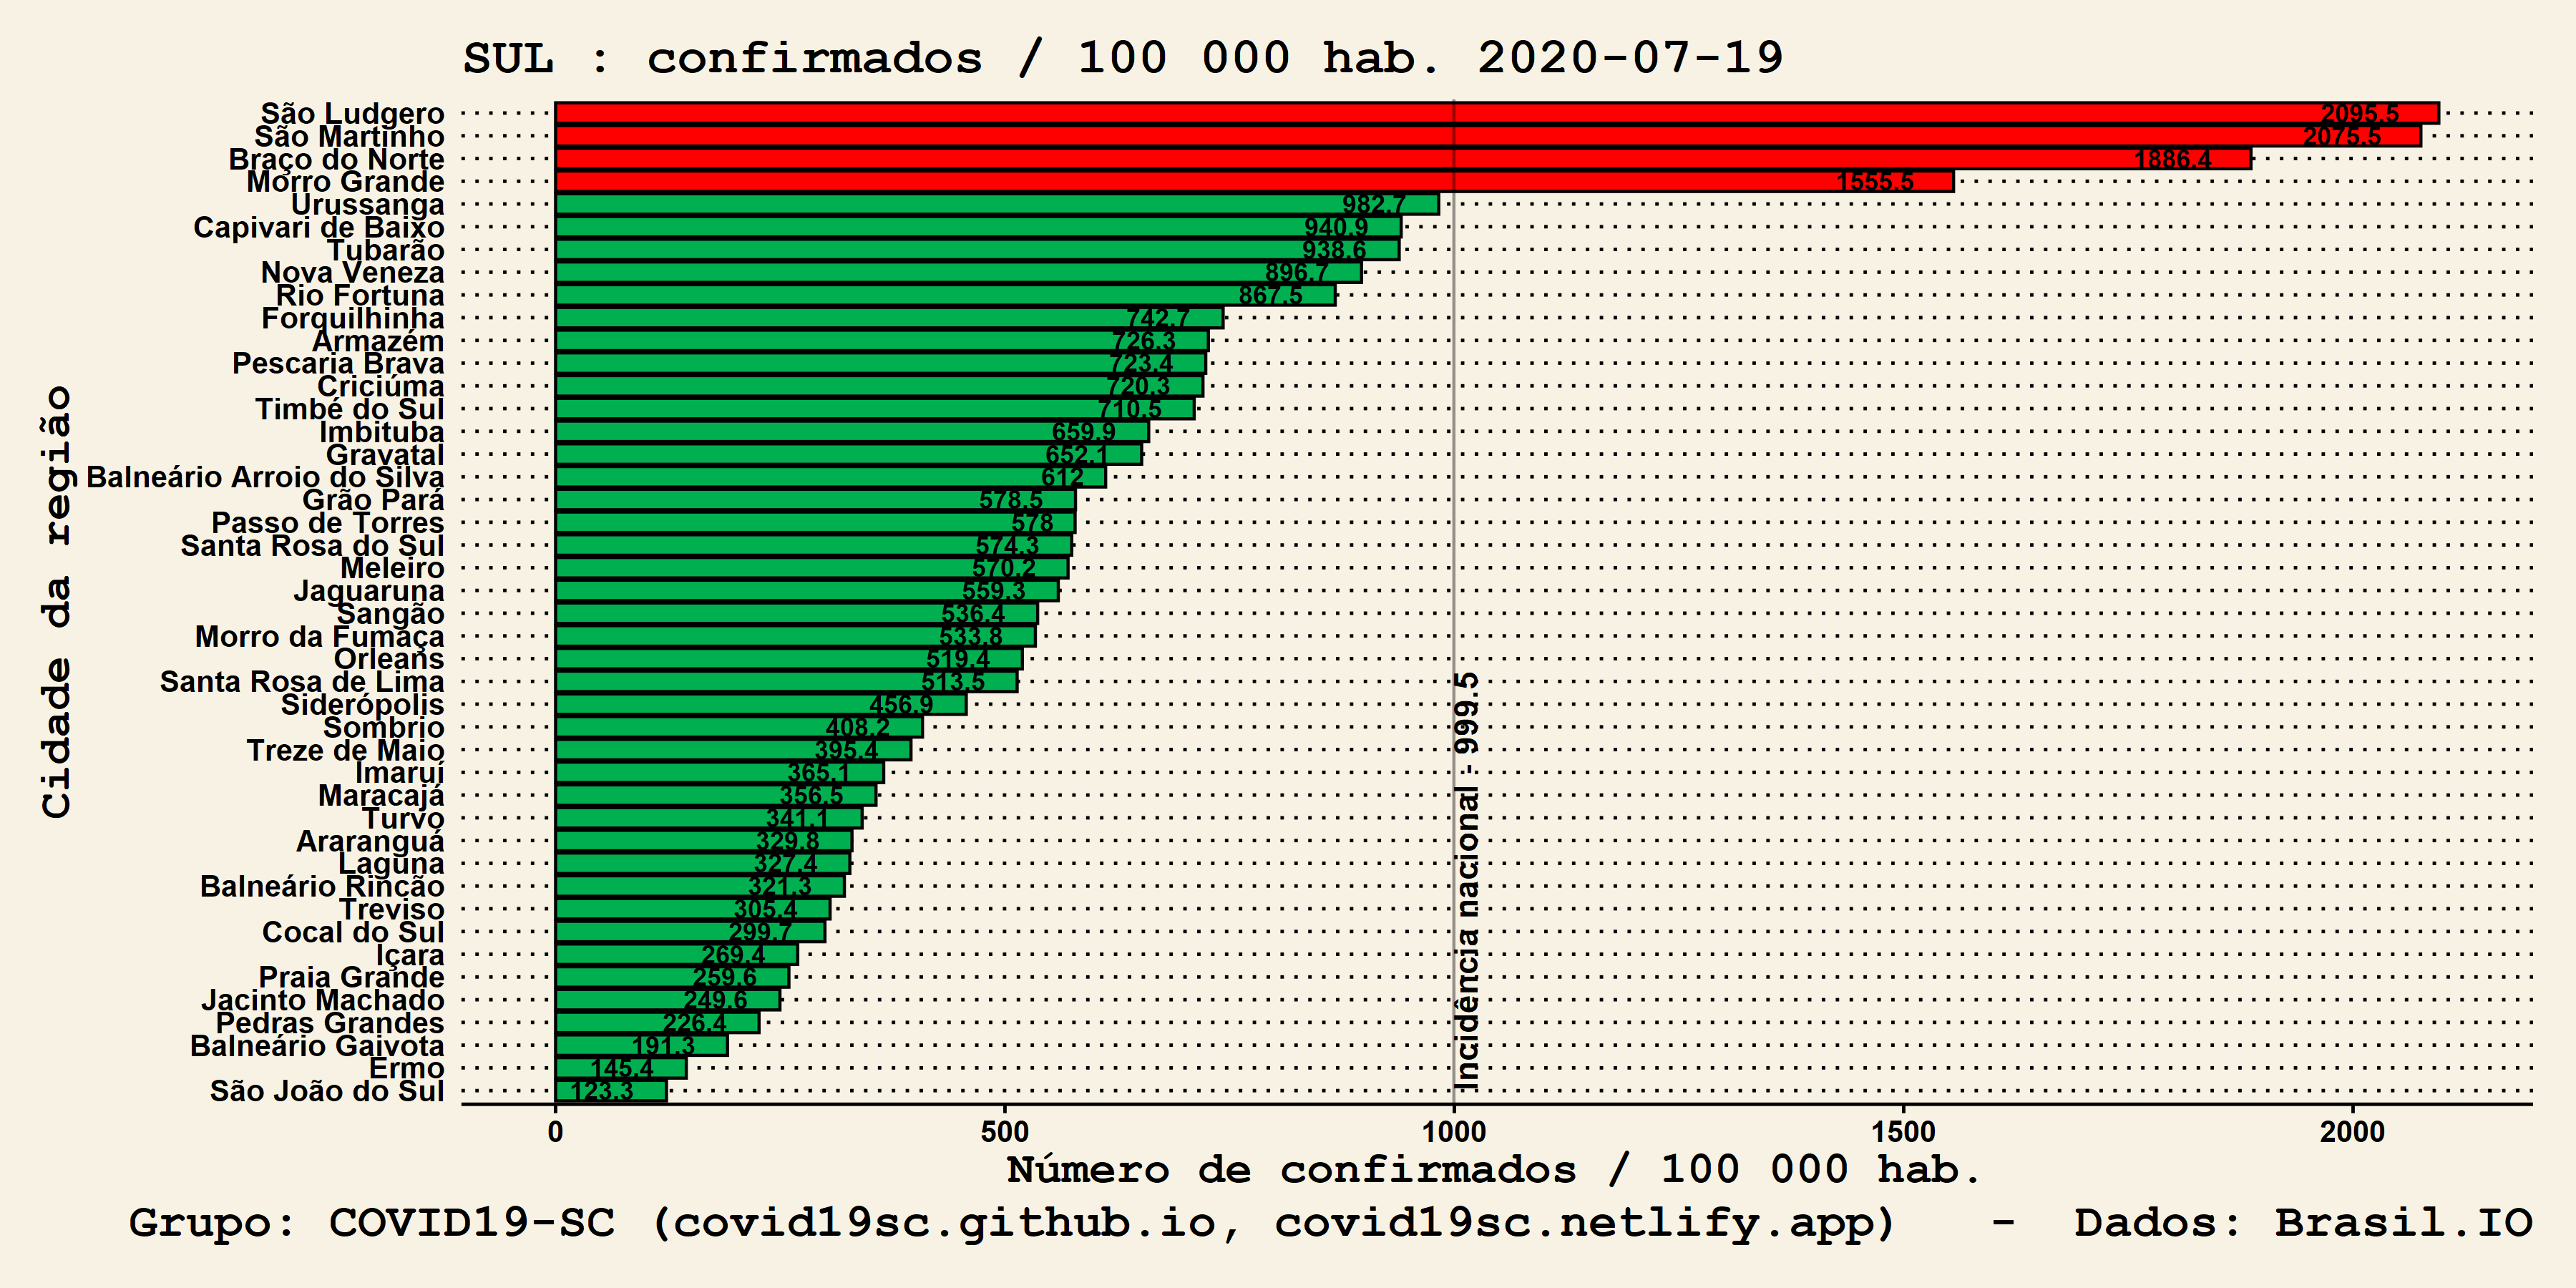 SUL : confirmados / 100 000 hab. 2020-07-19
Cidade da região
São Ludgero 2095.5
São Martinho 2075.5
Braço do Norte 1886.4
Morro Grande 1555.5
Urussanga 982.7
Capivari de Baixo 940.9
Tubarão 938.6
Nova Veneza 896.7
Rio Fortuna 867.5
Forquilhinha 742.7
Armazém 726.3
Pescaria Brava 723.4
Criciúma 720.3
Timbé do Sul 710.5
Imbituba 659.9
Gravatal 652.1
Balneário Arroio do Silva 612
Grão Pará 578.5
Passo de Torres 578
Santa Rosa do Sul 574.3
Meleiro 570.2
Jaguaruna 559.3
Sangão 536.4
Morro da Fumaça 533.8
Orleans 519.4
Santa Rosa de Lima 513.5
Siderópolis 456.9
Sombrio 408.2
Treze de Maio 395.4
Imaruí 365.1
Maracajá 356.5
Turvo 341.1
Araranguá 329.8
Laguna 327.4
Balneário Rincão 321.3
Treviso 305.4
Cocal do Sul 299.7
Içara 269.4
Praia Grande 259.6
Jacinto Machado 249.6
Pedras Grandes 226.4
Balneário Gaivota 191.3
Ermo 145.4
São João do Sul 123.3
Incidência nacional - 999.5
0 500 1000 1500 2000
Número de confirmados / 100 000 hab.
Grupo: COVID19-SC (covid19sc.github.io, covid19sc.netlify.app) - Dados: Brasil.IO